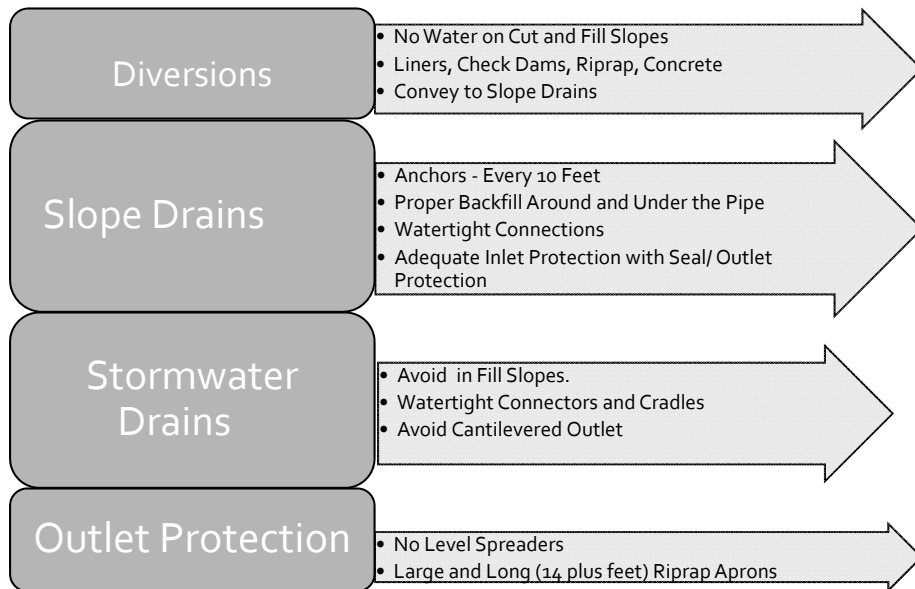 Diversions
• No Water on Cut and Fill Slopes
• Liners, Check Dams, Riprap, Concrete
• Convey to Slope Drains
Slope Drains
• Anchors - Every 10 Feet
• Proper Backfill Around and Under the Pipe
• Watertight Connections
• Adequate Inlet Protection with Seal/ Outlet
Protection
Stormwater
Drains
• Avoid in Fill Slopes.
• Watertight Connectors and Cradles
• Avoid Cantilevered Outlet
Outlet Protection
• No Level Spreaders
• Large and Long (14 plus feet) Riprap Aprons